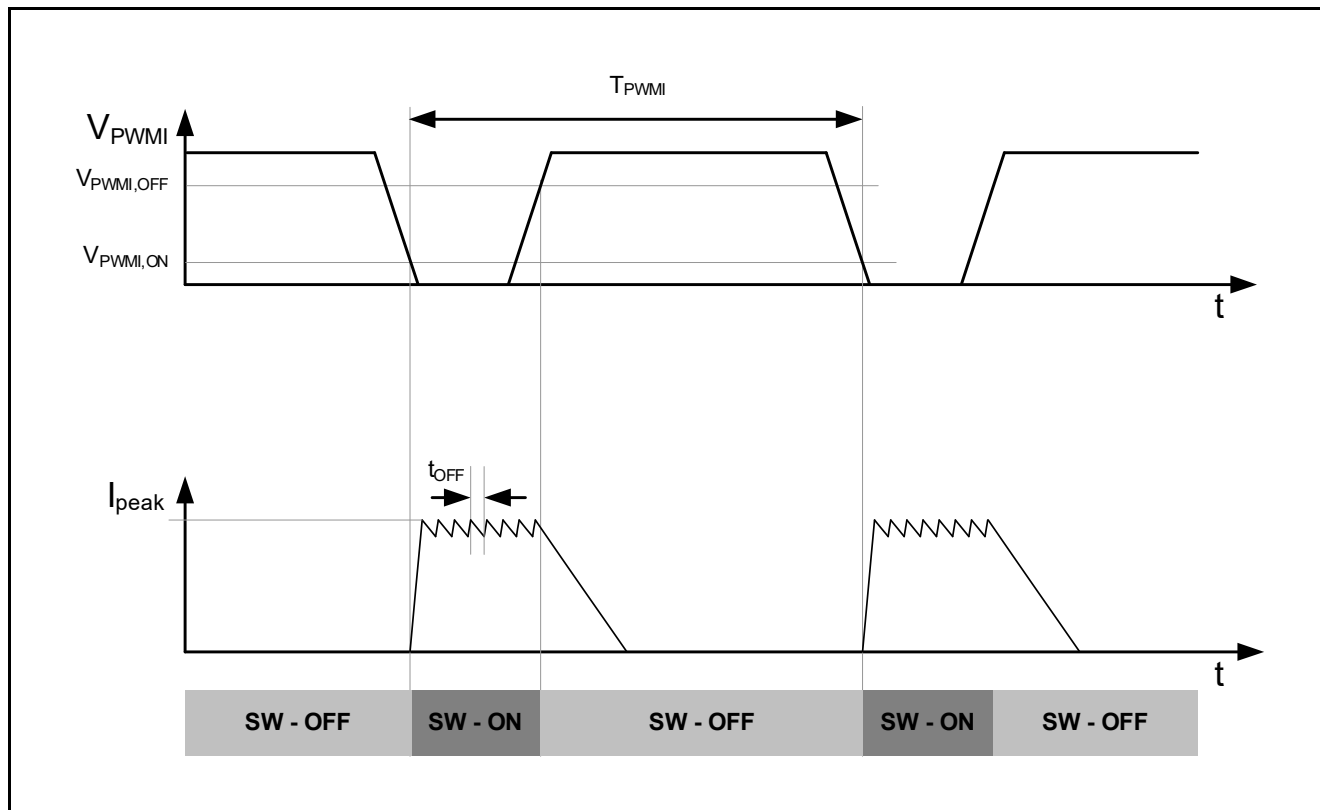 TPWMI
VPWMI
VPWMI,OFF
VPWMI,ON
t
tOFF
Ipeak
t
SW - OFF SW - ON SW - OFF SW - ON SW - OFF